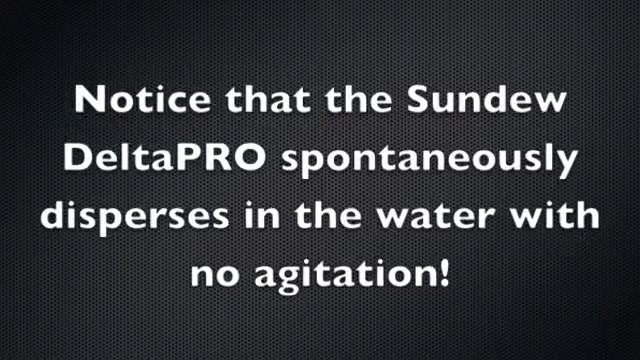 Notice that the Sundew
DeltaPRO spontaneously
disperses in the water with
no agitation!